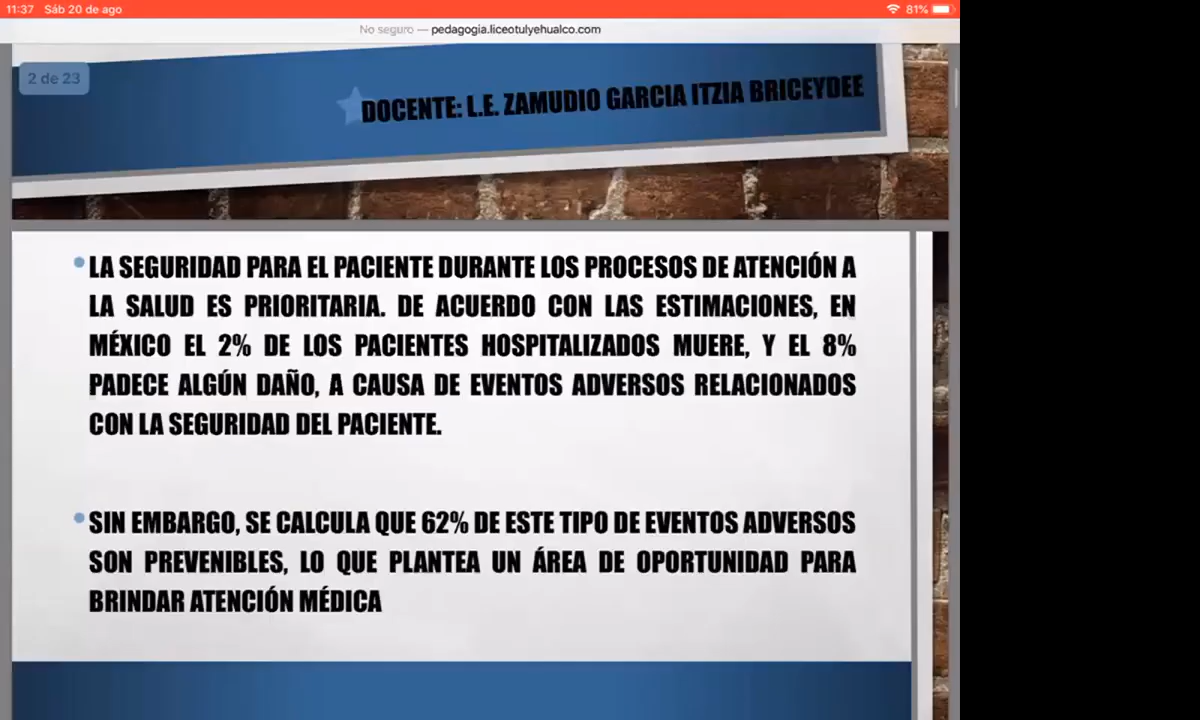 11:37 Sáb 20 de ago 81%
No seguro — pedagogia.liceotulyehualco.com
2 de 23
DOCENTE: L.E. ZAMUDIO GARCIA ITZIA BRICEYDEE
LA SEGURIDAD PARA EL PACIENTE DURANTE LOS PROCESOS DE ATENCIÓN A
LA SALUD ES PRIORITARIA. DE ACUERDO CON LAS ESTIMACIONES, EN
MÉXICO EL 2% DE LOS PACIENTES HOSPITALIZADOS MUERE, Y EL 8%
PADECE ALGÚN DAÑO, A CAUSA DE EVENTOS ADVERSOS RELACIONADOS
CON LA SEGURIDAD DEL PACIENTE.
SIN EMBARGO, SE CALCULA QUE 62% DE ESTE TIPO DE EVENTOS ADVERSOS
SON PREVENIBLES, LO QUE PLANTEA UN ÁREA DE OPORTUNIDAD PARA
BRINDAR ATENCIÓN MÉDICA